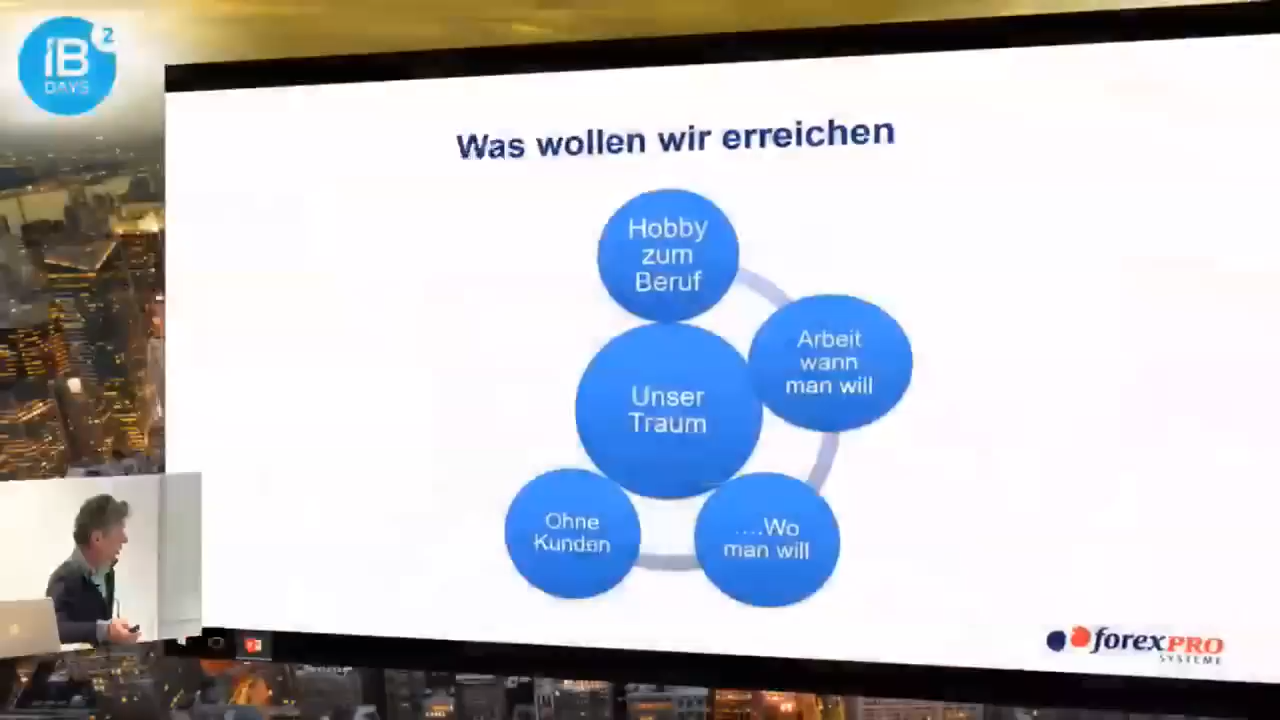 iB 2
DAYS
Was wollen wir erreichen
Hobby
zum
Beruf
Arbeit
wann
man will
Unser
Traum
Ohne
Kunden
....Wo
man will
forexPRO
SYSTEME